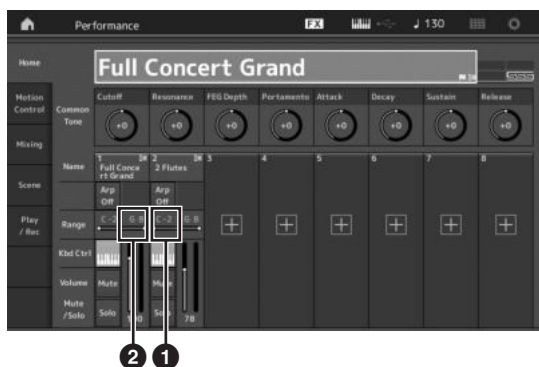 Performance FX 130
Home
Full Concert Grand
Motion Control
Common Tone
Cutoff Resonance FEG Depth Portamento Attack Decay Sustain Release
+0 +0 +0 +0 +0 +0 +0 +0
Mixing
Name
1 2 3 4 5 6 7 8
Full Conca rt Grand
2 Flutes
Scene
Arp Off
Arp Off
Play / Rec
Range C -2 G 8 C -2 G 8
Kbd Ctrl
Volume Mute Mute
Mute /Solo
Solo 100 78
2 1